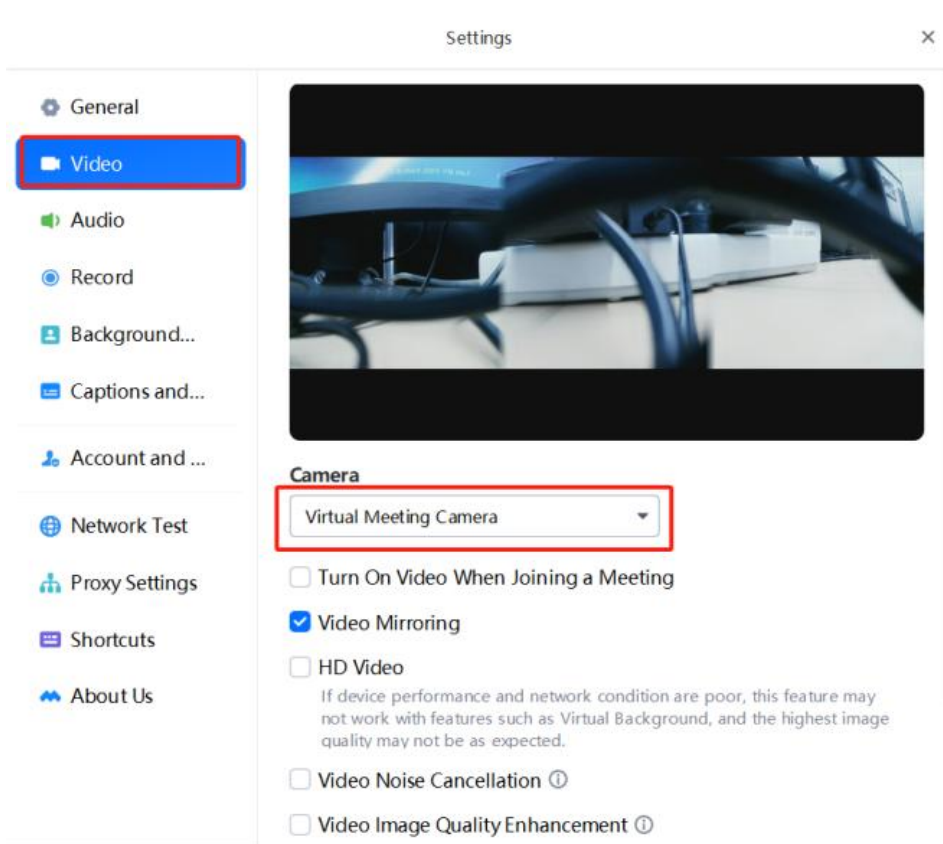 Settings
General
Video
Audio
Record
Background...
Captions and...
Account and ...
Network Test
Proxy Settings
Shortcuts
About Us
Camera
Virtual Meeting Camera
Turn On Video When Joining a Meeting
Video Mirroring
HD Video
If device performance and network condition are poor, this feature may
not work with features such as Virtual Background, and the highest image
quality may not be as expected.
Video Noise Cancellation
Video Image Quality Enhancement